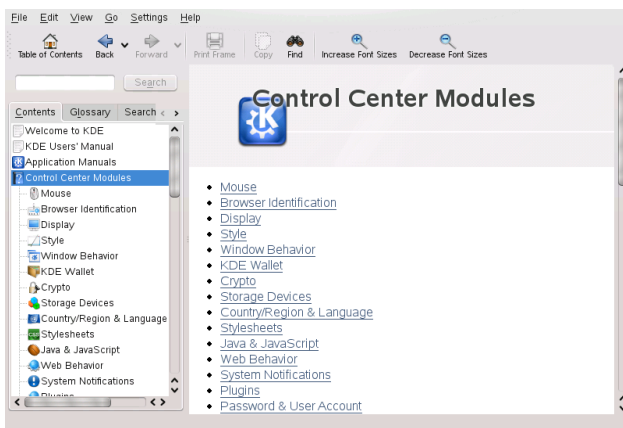 File Edit View Go Settings Help
Table of Contents Back Forward Print Frame Copy Find Increase Font Sizes Decrease Font Sizes
Search
Contents Glossary Search
Welcome to KDE
KDE Users' Manual
Application Manuals
Control Center Modules
Mouse
Browser Identification
Display
Style
Window Behavior
KDE Wallet
Crypto
Storage Devices
Country/Region & Language
Stylesheets
Java & JavaScript
Web Behavior
System Notifications
Plugins
Control Center Modules
Mouse
Browser Identification
Display
Style
Window Behavior
KDE Wallet
Crypto
Storage Devices
Country/Region & Language
Stylesheets
Java & JavaScript
Web Behavior
System Notifications
Plugins
Password & User Account